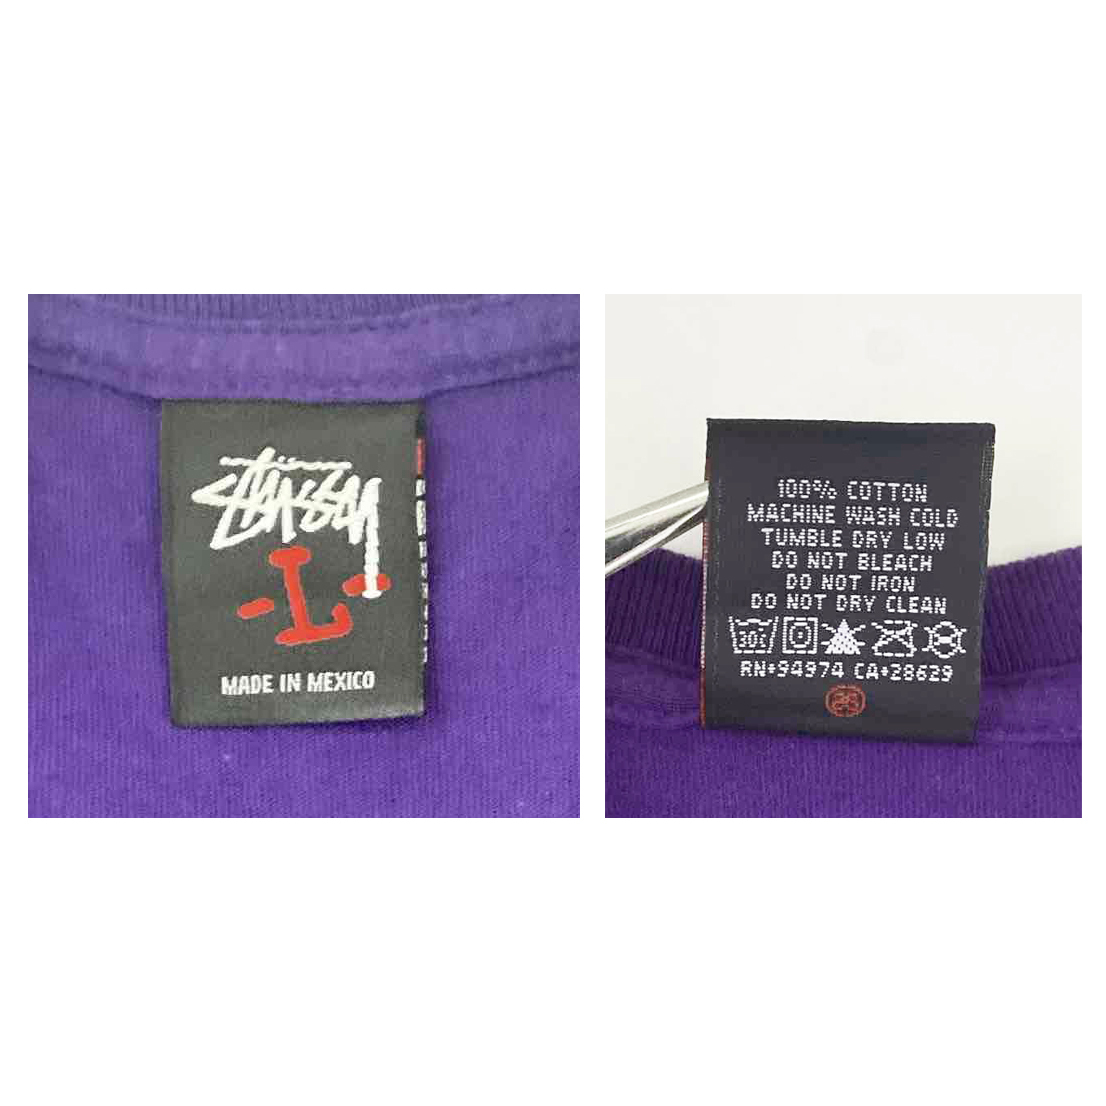 STÜSSY
-L-
MADE IN MEXICO
100% COTTON
MACHINE WASH COLD
TUMBLE DRY LOW
DO NOT BLEACH
DO NOT IRON
DO NOT DRY CLEAN
30c
RN•94974 CA•28629